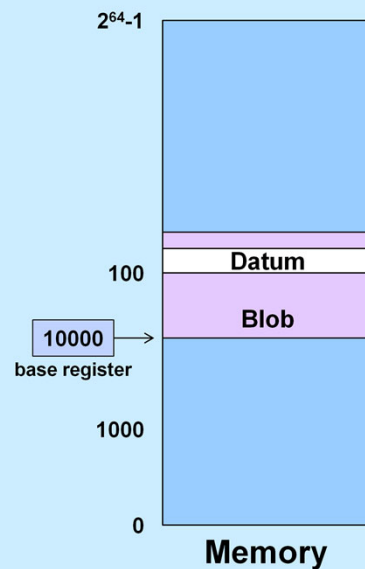 2⁶⁴-1
Datum
100
Blob
10000
base register
1000
0
Memory